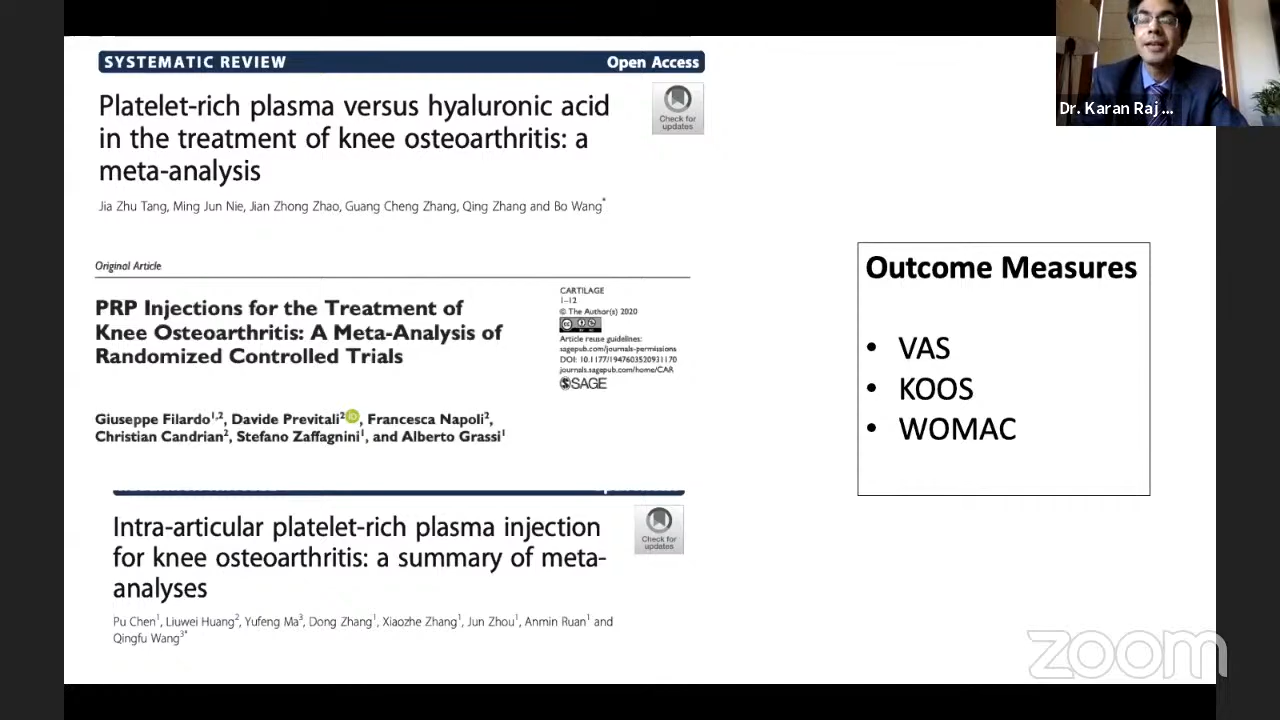 SYSTEMATIC REVIEW Open Access
Platelet-rich plasma versus hyaluronic acid
in the treatment of knee osteoarthritis: a
meta-analysis
Check for
updates
Jia Zhu Tang, Ming Jun Nie, Jian Zhong Zhao, Guang Cheng Zhang, Qing Zhang and Bo Wang*
Original Article
PRP Injections for the Treatment of
Knee Osteoarthritis: A Meta-Analysis of
Randomized Controlled Trials
CARTILAGE
1–12
© The Author(s) 2020
Article reuse guidelines:
sagepub.com/journals-permissions
DOI: 10.1177/1947603520931170
journals.sagepub.com/home/CAR
SAGE
Giuseppe Filardo1,2, Davide Previtali2, Francesca Napoli2,
Christian Candrian2, Stefano Zaffagnini1, and Alberto Grassi1
Intra-articular platelet-rich plasma injection
for knee osteoarthritis: a summary of meta-
analyses
Check for
updates
Pu Chen1, Liuwei Huang2, Yufeng Ma3, Dong Zhang1, Xiaozhe Zhang1, Jun Zhou1, Anmin Ruan1 and
Qingfu Wang3*
Dr. Karan Raj ...
Outcome Measures
• VAS
• KOOS
• WOMAC
zoom